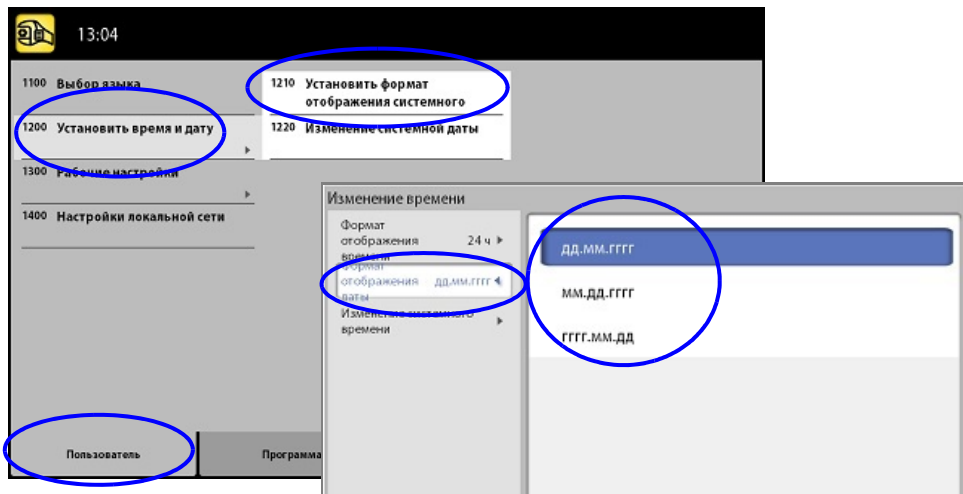 13:04
1100 Выбор языка
1200 Установить время и дату
1300 Рабочие настройки
1400 Настройки локальной сети
1210 Установить формат
отображения системного
1220 Изменение системной даты
Пользователь
Программа
Изменение времени
Формат
отображения 24 ч
времени
Формат
отображения дд.мм.гггг
даты
Изменение системного
времени
дд.мм.гггг
мм.дд.гггг
гггг.мм.дд